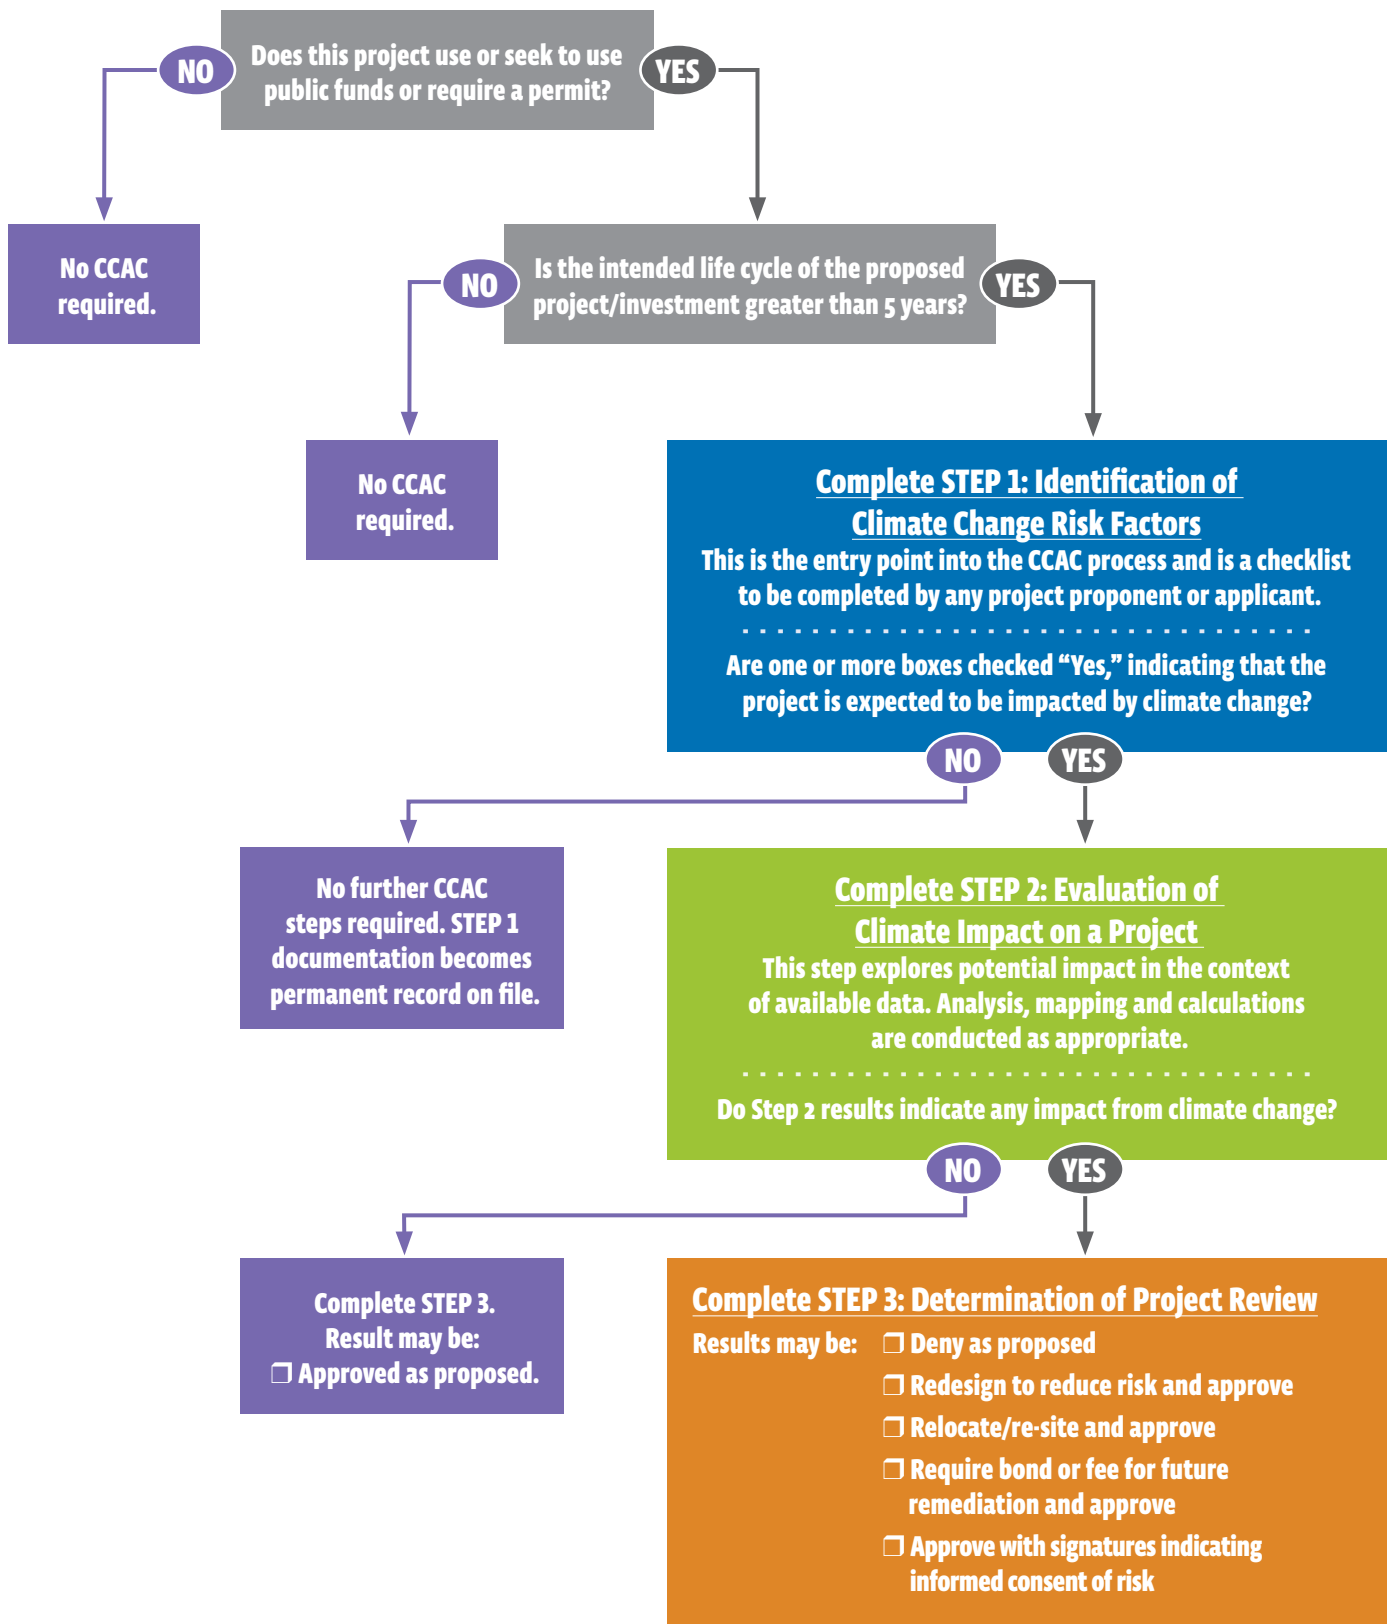 Does this project use or seek to use
public funds or require a permit?
NO
YES
No CCAC
required.
Is the intended life cycle of the proposed
project/investment greater than 5 years?
NO
YES
No CCAC
required.
Complete STEP 1: Identification of
Climate Change Risk Factors
This is the entry point into the CCAC process and is a checklist
to be completed by any project proponent or applicant.
Are one or more boxes checked “Yes,” indicating that the
project is expected to be impacted by climate change?
NO
YES
No further CCAC
steps required. STEP 1
documentation becomes
permanent record on file.
Complete STEP 2: Evaluation of
Climate Impact on a Project
This step explores potential impact in the context
of available data. Analysis, mapping and calculations
are conducted as appropriate.
Do Step 2 results indicate any impact from climate change?
NO
YES
Complete STEP 3.
Result may be:
❒ Approved as proposed.
Complete STEP 3: Determination of Project Review
Results may be: ❒ Deny as proposed
❒ Redesign to reduce risk and approve
❒ Relocate/re-site and approve
❒ Require bond or fee for future
remediation and approve
❒ Approve with signatures indicating
informed consent of risk